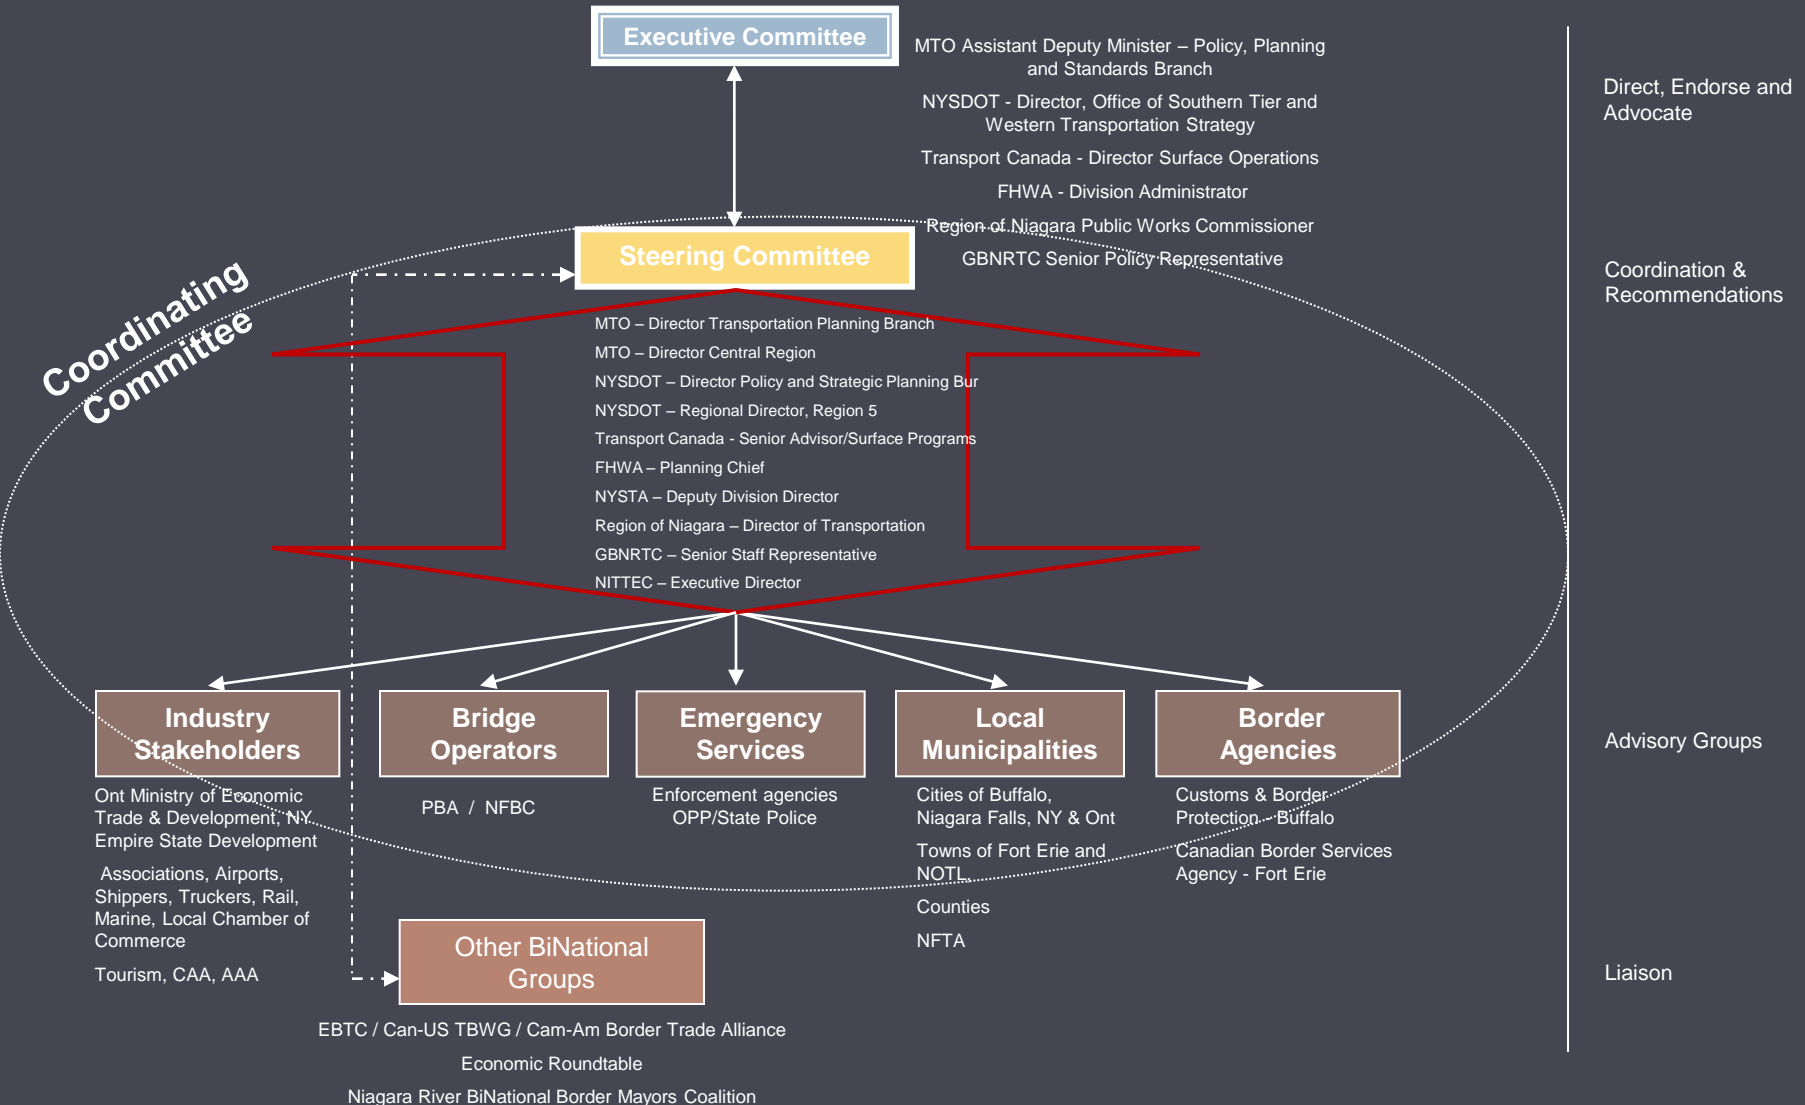 Executive Committee
MTO Assistant Deputy Minister – Policy, Planning
and Standards Branch
NYSDOT - Director, Office of Southern Tier and
Western Transportation Strategy
Transport Canada - Director Surface Operations
FHWA - Division Administrator
Region of Niagara Public Works Commissioner
GBNRTC Senior Policy Representative
Direct, Endorse and
Advocate
Steering Committee
Coordination &
Recommendations
Coordinating
Committee
MTO – Director Transportation Planning Branch
MTO – Director Central Region
NYSDOT – Director Policy and Strategic Planning Bur
NYSDOT – Regional Director, Region 5
Transport Canada - Senior Advisor/Surface Programs
FHWA – Planning Chief
NYSTA – Deputy Division Director
Region of Niagara – Director of Transportation
GBNRTC – Senior Staff Representative
NITTEC – Executive Director
Industry
Stakeholders
Ont Ministry of Economic
Trade & Development, NY
Empire State Development
Associations, Airports,
Shippers, Truckers, Rail,
Marine, Local Chamber of
Commerce
Tourism, CAA, AAA
Bridge
Operators
PBA / NFBC
Emergency
Services
Enforcement agencies
OPP/State Police
Local
Municipalities
Cities of Buffalo,
Niagara Falls, NY & Ont
Towns of Fort Erie and
NOTL,
Counties
NFTA
Border
Agencies
Customs & Border
Protection - Buffalo
Canadian Border Services
Agency - Fort Erie
Advisory Groups
Other BiNational
Groups
Liaison
EBTC / Can-US TBWG / Cam-Am Border Trade Alliance
Economic Roundtable
Niagara River BiNational Border Mayors Coalition